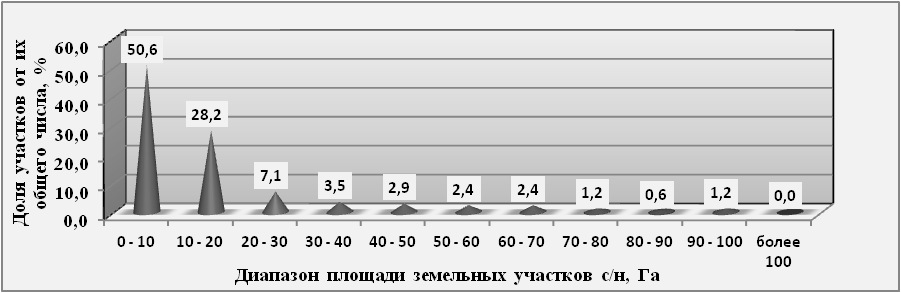 Доля участков от их
общего числа, %
60,0
50,0
40,0
30,0
20,0
10,0
0,0
50,6
28,2
7,1
3,5
2,9
2,4
2,4
1,2
0,6
1,2
0,0
0 - 10
10 - 20
20 - 30
30 - 40
40 - 50
50 - 60
60 - 70
70 - 80
80 - 90
90 - 100
более
100
Диапазон площади земельных участков с/н, Га